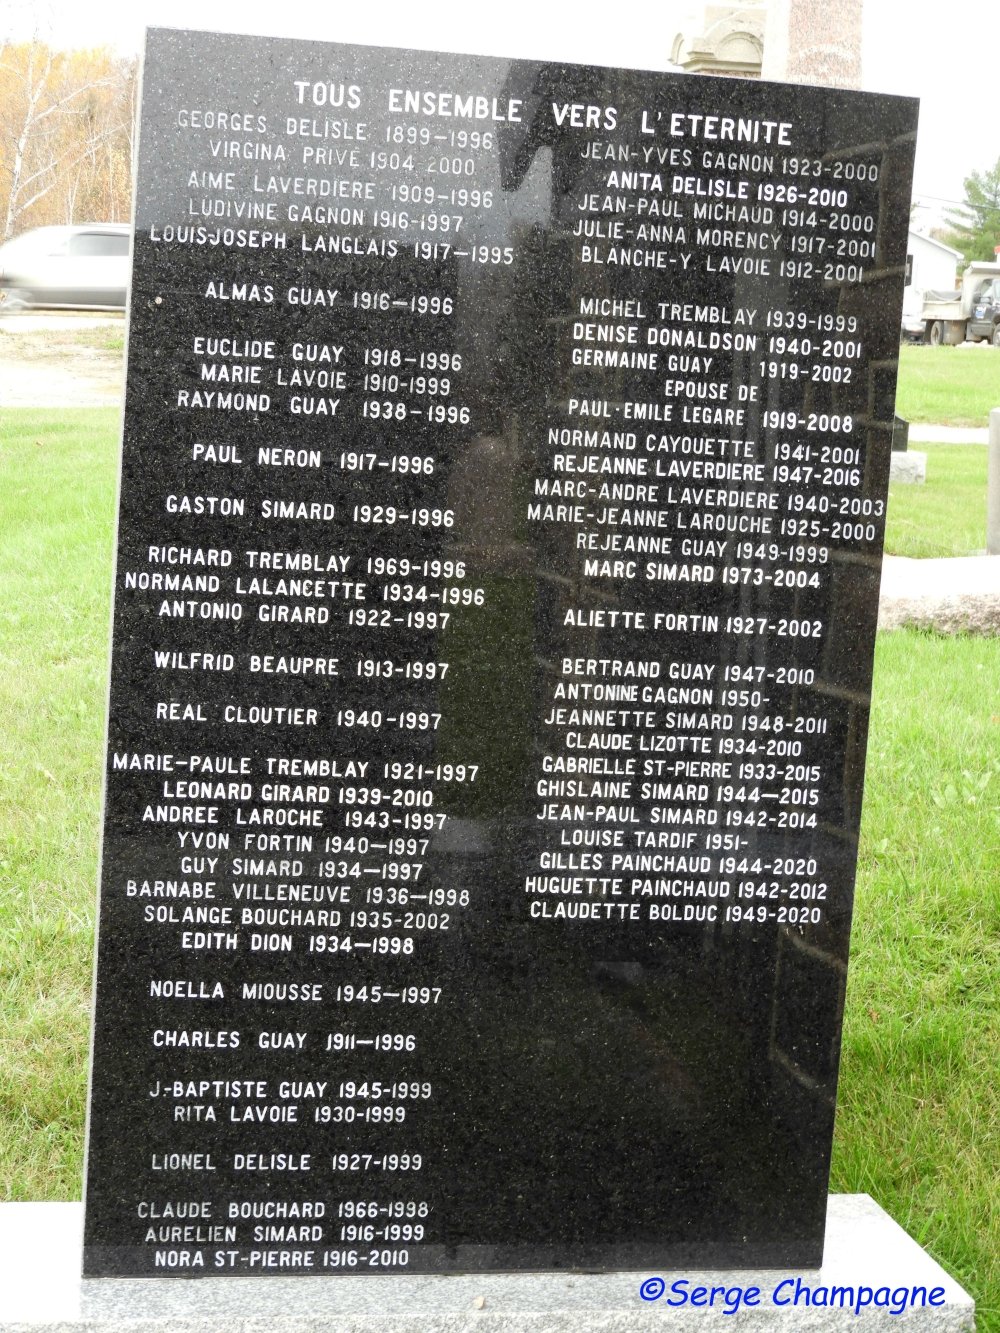 TOUS ENSEMBLE VERS L'ETERNITE
GEORGES DELISLE 1899-1996
VIRGINA PRIVE 1904 2000
AIME LAVERDIERE 1909-1996
LUDIVINE GAGNON 1916-1997
LOUIS-JOSEPH LANGLAIS 1917-1995
ALMAS GUAY 1916-1996
EUCLIDE GUAY 1918-1996
MARIE LAVOIE 1910-1999
RAYMOND GUAY 1938-1996
PAUL NERON 1917-1996
GASTON SIMARD 1929-1996
RICHARD TREMBLAY 1969-1996
NORMAND LALANCETTE 1934-1996
ANTONIO GIRARD 1922-1997
WILFRID BEAUPRE 1913-1997
REAL CLOUTIER 1940-1997
MARIE-PAULE TREMBLAY 1921-1997
LEONARD GIRARD 1939-2010
ANDREE LAROCHE 1943-1997
YVON FORTIN 1940-1997
GUY SIMARD 1934-1997
BARNABE VILLENEUVE 1936-1998
SOLANGE BOUCHARD 1935-2002
EDITH DION 1934-1998
NOELLA MIOUSSE 1945-1997
CHARLES GUAY 1911-1996
J.-BAPTISTE GUAY 1945-1999
RITA LAVOIE 1930-1999
LIONEL DELISLE 1927-1999
CLAUDE BOUCHARD 1966-1998
AURELIEN SIMARD 1916-1999
NORA ST-PIERRE 1916-2010
JEAN-YVES GAGNON 1923-2000
ANITA DELISLE 1926-2010
JEAN-PAUL MICHAUD 1914-2000
JULIE-ANNA MORENCY 1917-2001
BLANCHE-Y. LAVOIE 1912-2001
MICHEL TREMBLAY 1939-1999
DENISE DONALDSON 1940-2001
GERMAINE GUAY 1919-2002
EPOUSE DE
PAUL-EMILE LEGARE 1919-2008
NORMAND CAYOUETTE 1941-2001
REJEANNE LAVERDIERE 1947-2016
MARC-ANDRE LAVERDIERE 1940-2003
MARIE-JEANNE LAROUCHE 1925-2000
REJEANNE GUAY 1949-1999
MARC SIMARD 1973-2004
ALIETTE FORTIN 1927-2002
BERTRAND GUAY 1947-2010
ANTONINE GAGNON 1950-
JEANNETTE SIMARD 1948-2011
CLAUDE LIZOTTE 1934-2010
GABRIELLE ST-PIERRE 1933-2015
GHISLAINE SIMARD 1944-2015
JEAN-PAUL SIMARD 1942-2014
LOUISE TARDIF 1951-
GILLES PAINCHAUD 1944-2020
HUGUETTE PAINCHAUD 1942-2012
CLAUDETTE BOLDUC 1949-2020
©Serge Champagne